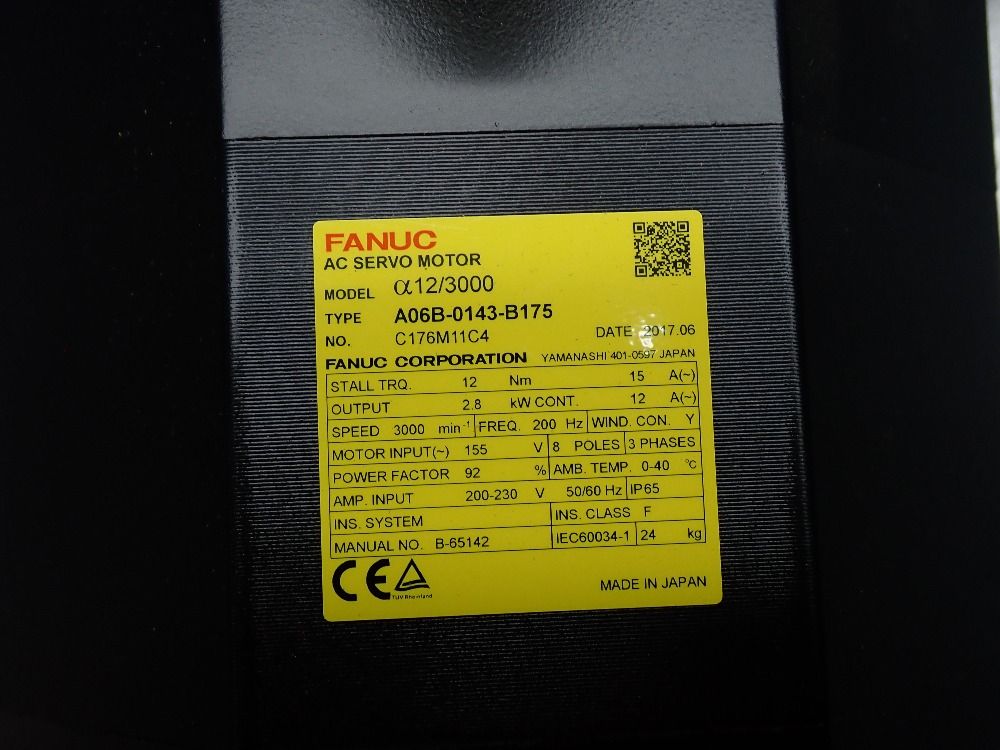 FANUC
AC SERVO MOTOR
MODEL α12/3000
TYPE A06B-0143-B175
NO. C176M11C4 DATE 2017.06
FANUC CORPORATION YAMANASHI 401-0597 JAPAN
STALL TRQ. 12 Nm 15 A(~)
OUTPUT 2.8 kW CONT. 12 A(~)
SPEED 3000 min-1 FREQ. 200 Hz WIND. CON. Y
MOTOR INPUT(~) 155 V 8 POLES 3 PHASES
POWER FACTOR 92 % AMB. TEMP. 0-40 ℃
AMP. INPUT 200-230 V 50/60 Hz IP65
INS. SYSTEM INS. CLASS F
MANUAL NO. B-65142 IEC60034-1 24 kg
CE TÜV Rheinland MADE IN JAPAN